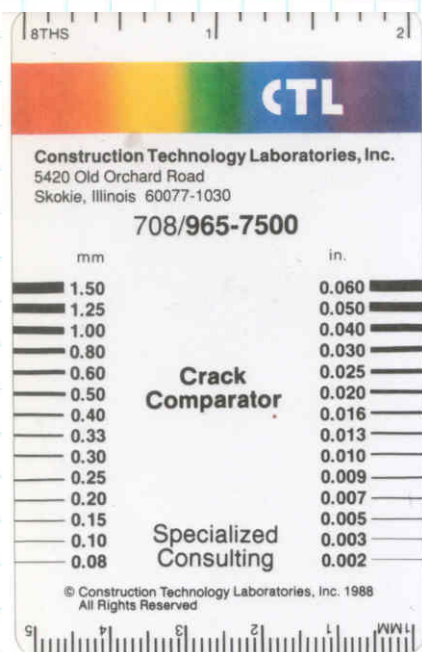 8THS 1 2
CTL
Construction Technology Laboratories, Inc.
5420 Old Orchard Road
Skokie, Illinois 60077-1030
708/965-7500
mm in.
1.50 0.060
1.25 0.050
1.00 0.040
0.80 0.030
0.60 0.025
0.50 0.020
0.40 0.016
0.33 0.013
0.30 0.010
0.25 0.009
0.20 0.007
0.15 0.005
0.10 0.003
0.08 0.002
Crack
Comparator
Specialized
Consulting
© Construction Technology Laboratories, Inc. 1988
All Rights Reserved
5 4 3 2 1 1MM